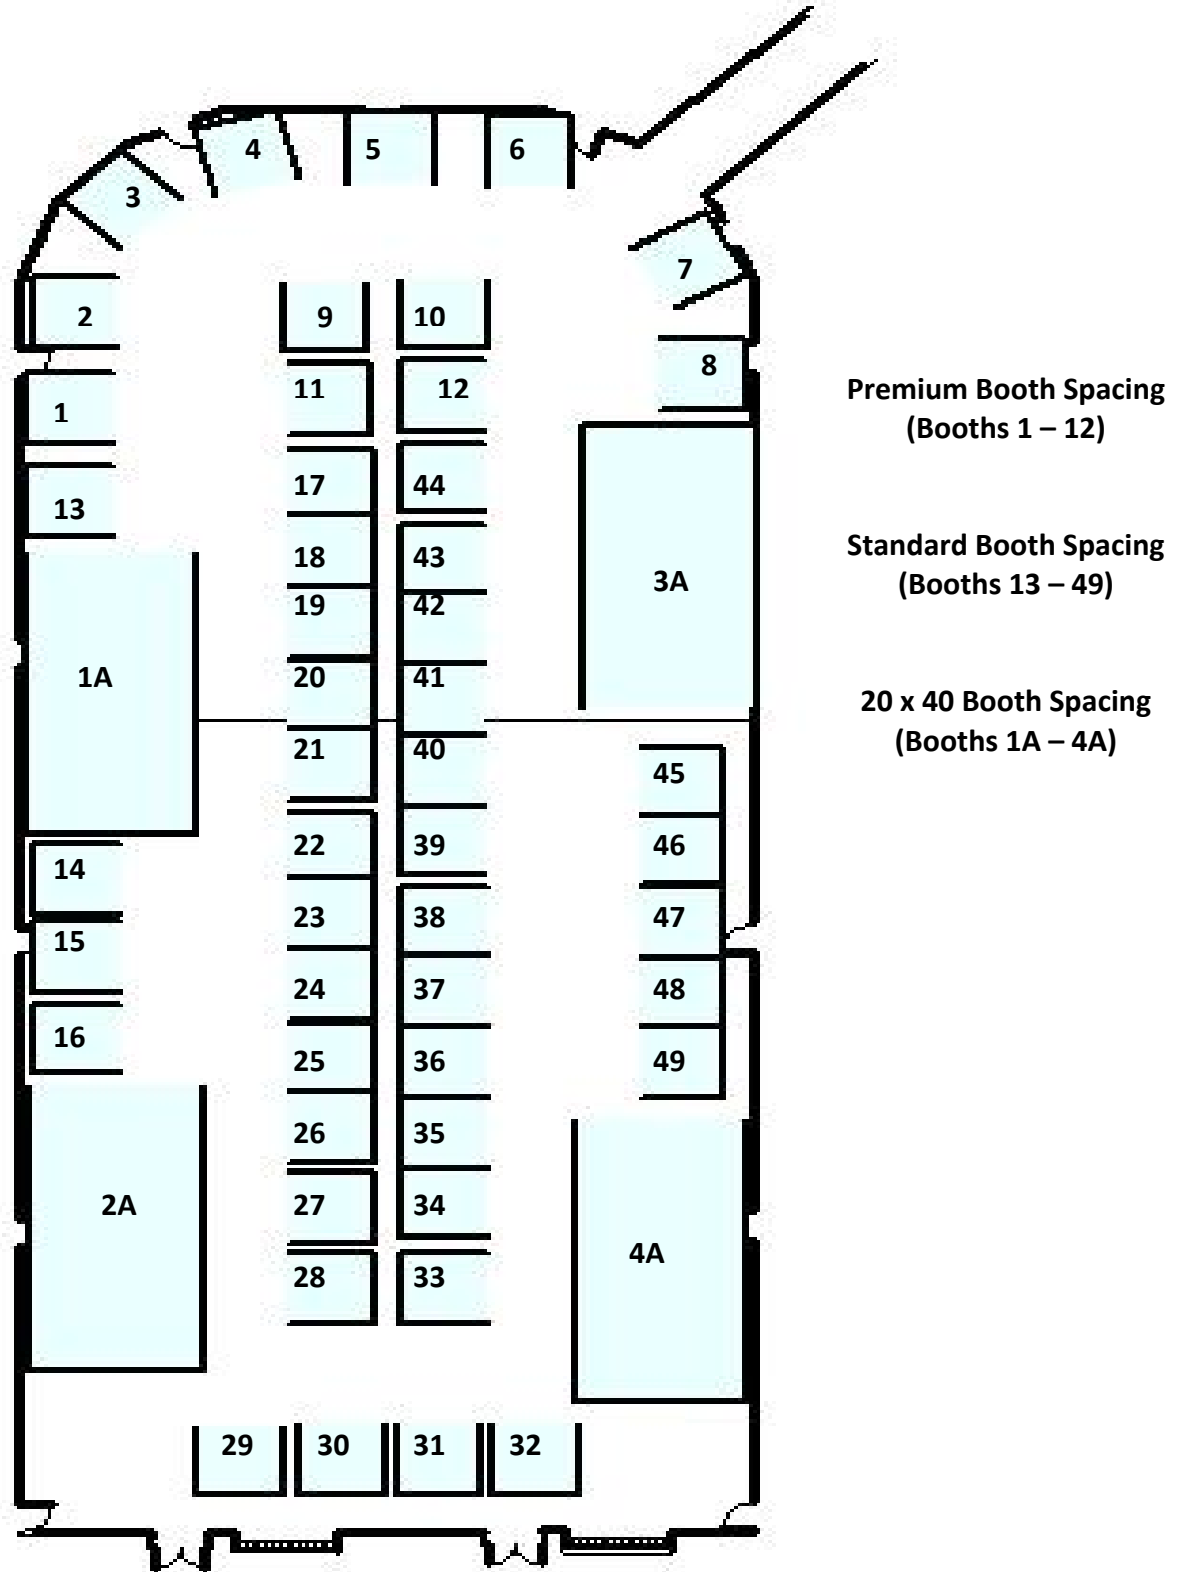 4 5 6
3
7
2 9 10
8
11 12
1
17 44
13
18 43
3A
19 42
1A 20 41
21 40
45
22 39 46
14
23 38 47
15
24 37 48
16
25 36 49
26 35
2A 27 34
4A
28 33
29 30 31 32
Premium Booth Spacing
(Booths 1 – 12)
Standard Booth Spacing
(Booths 13 – 49)
20 x 40 Booth Spacing
(Booths 1A – 4A)